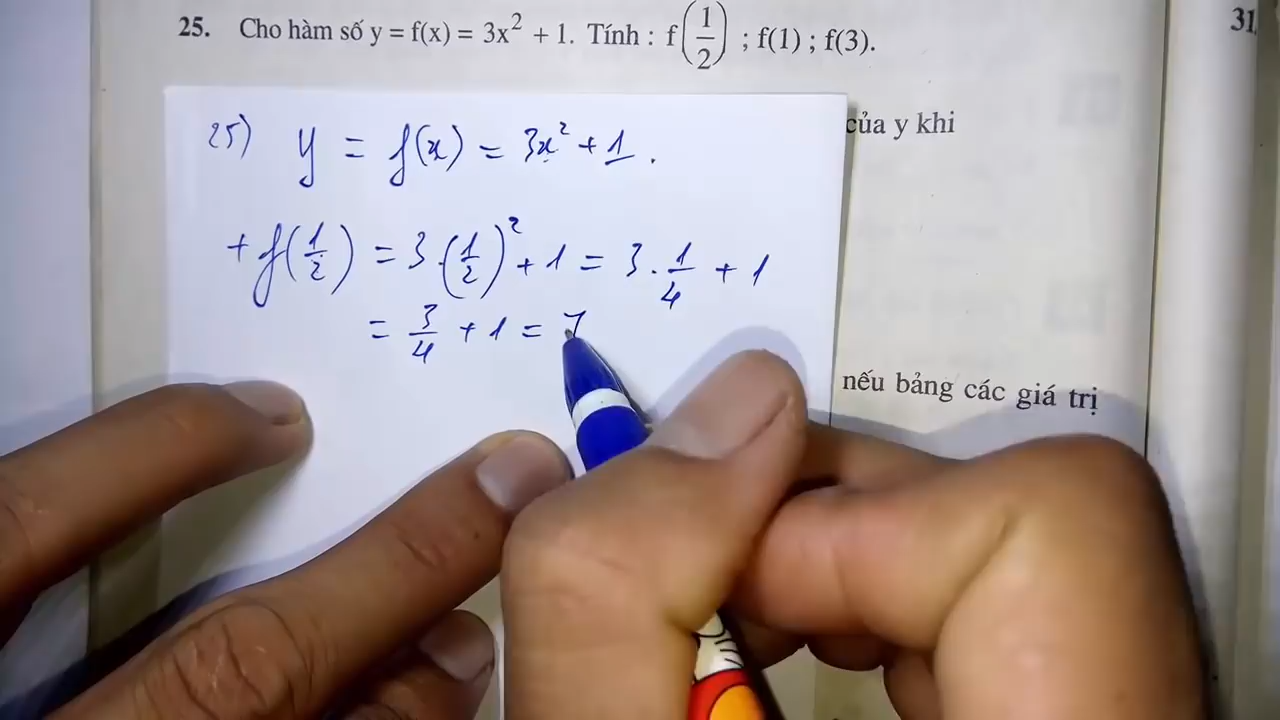 25. Cho hàm số y = f(x) = 3x² + 1. Tính : f(1/2) ; f(1) ; f(3).
31
của y khi
25) y = f(x) = 3x² + 1.
+ f(1/2) = 3.(1/2)² + 1 = 3 . 1/4 + 1
= 3/4 + 1 = 7
nếu bảng các giá trị